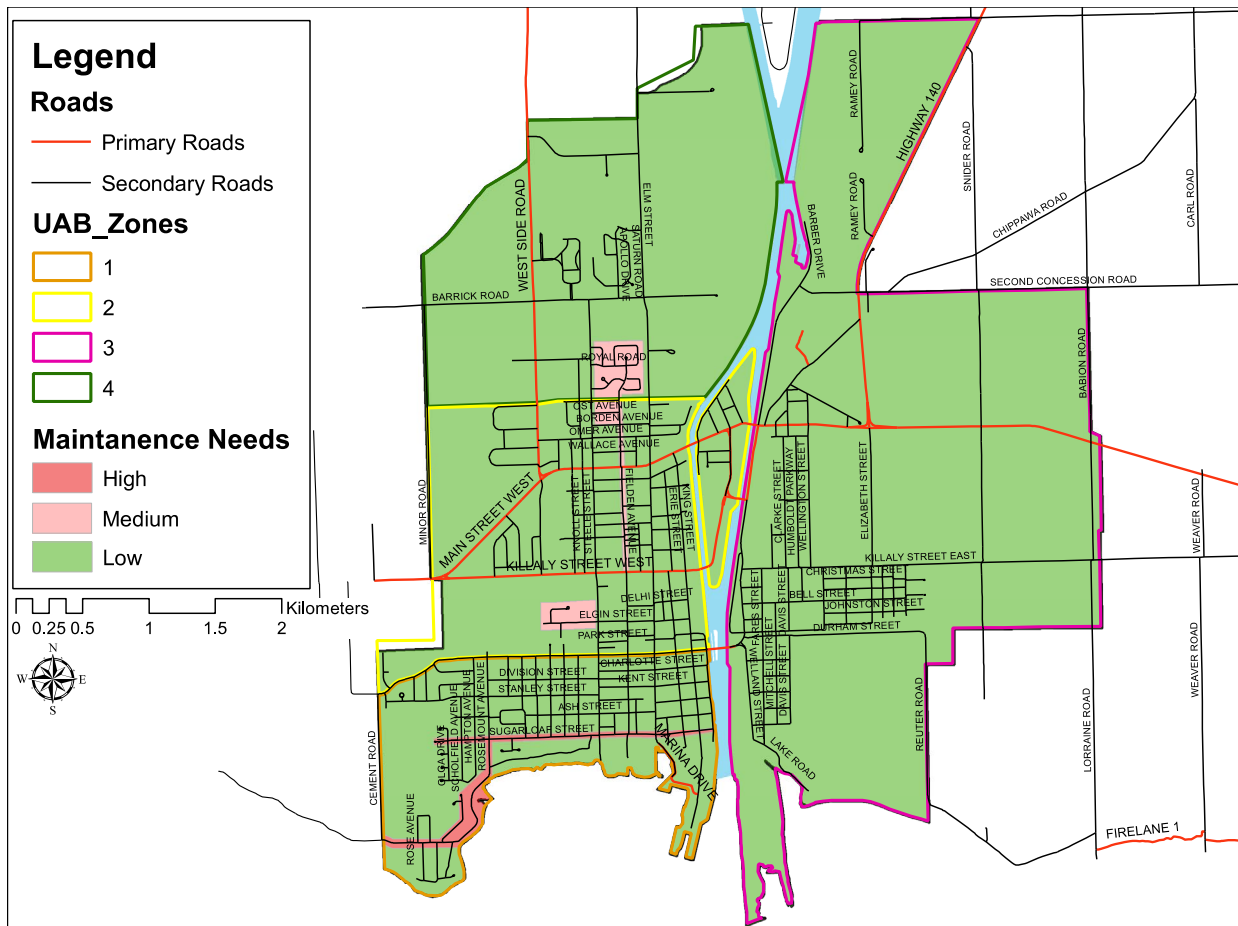 Legend
Roads
Primary Roads
Secondary Roads
UAB_Zones
1
2
3
4
Maintanence Needs
High
Medium
Low
Kilometers
0 0.25 0.5 1 1.5 2
N
W E
S
RAMEY ROAD
HIGHWAY 140
SNIDER ROAD
CARL ROAD
CHIPPAWA ROAD
ELM STREET
WEST SIDE ROAD
SATURN ROAD
APOLLO DRIVE
BARBER DRIVE
RAMEY ROAD
SECOND CONCESSION ROAD
BARRICK ROAD
BABION ROAD
ROYAL ROAD
OST AVENUE
BORDEN AVENUE
OMER AVENUE
WALLACE AVENUE
MINOR ROAD
MAIN STREET WEST
KNOLL STREET
STEELE STREET
FIELDEN AVENUE
ERIE STREET
KING STREET
CLARKE STREET
HUMBOLDT PARKWAY
WELLINGTON STREET
ELIZABETH STREET
WEAVER ROAD
KILLALY STREET WEST
KILLALY STREET EAST
CHRISTMAS STREET
BELL STREET
JOHNSTON STREET
DURHAM STREET
DELHI STREET
ELGIN STREET
PARK STREET
CHARLOTTE STREET
DIVISION STREET
KENT STREET
STANLEY STREET
ASH STREET
SUGARLOAF STREET
FARES STREET
WELLAND STREET
MITCHELL STREET
DAVIS STREET
DAVIS STREET
WEAVER ROAD
REUTER ROAD
LORRAINE ROAD
CEMENT ROAD
OLGA DRIVE
SCHOLFIELD AVENUE
HAMPTON AVENUE
ROSEMOUNT AVENUE
MARINA DRIVE
LAKE ROAD
ROSE AVENUE
FIRELANE 1